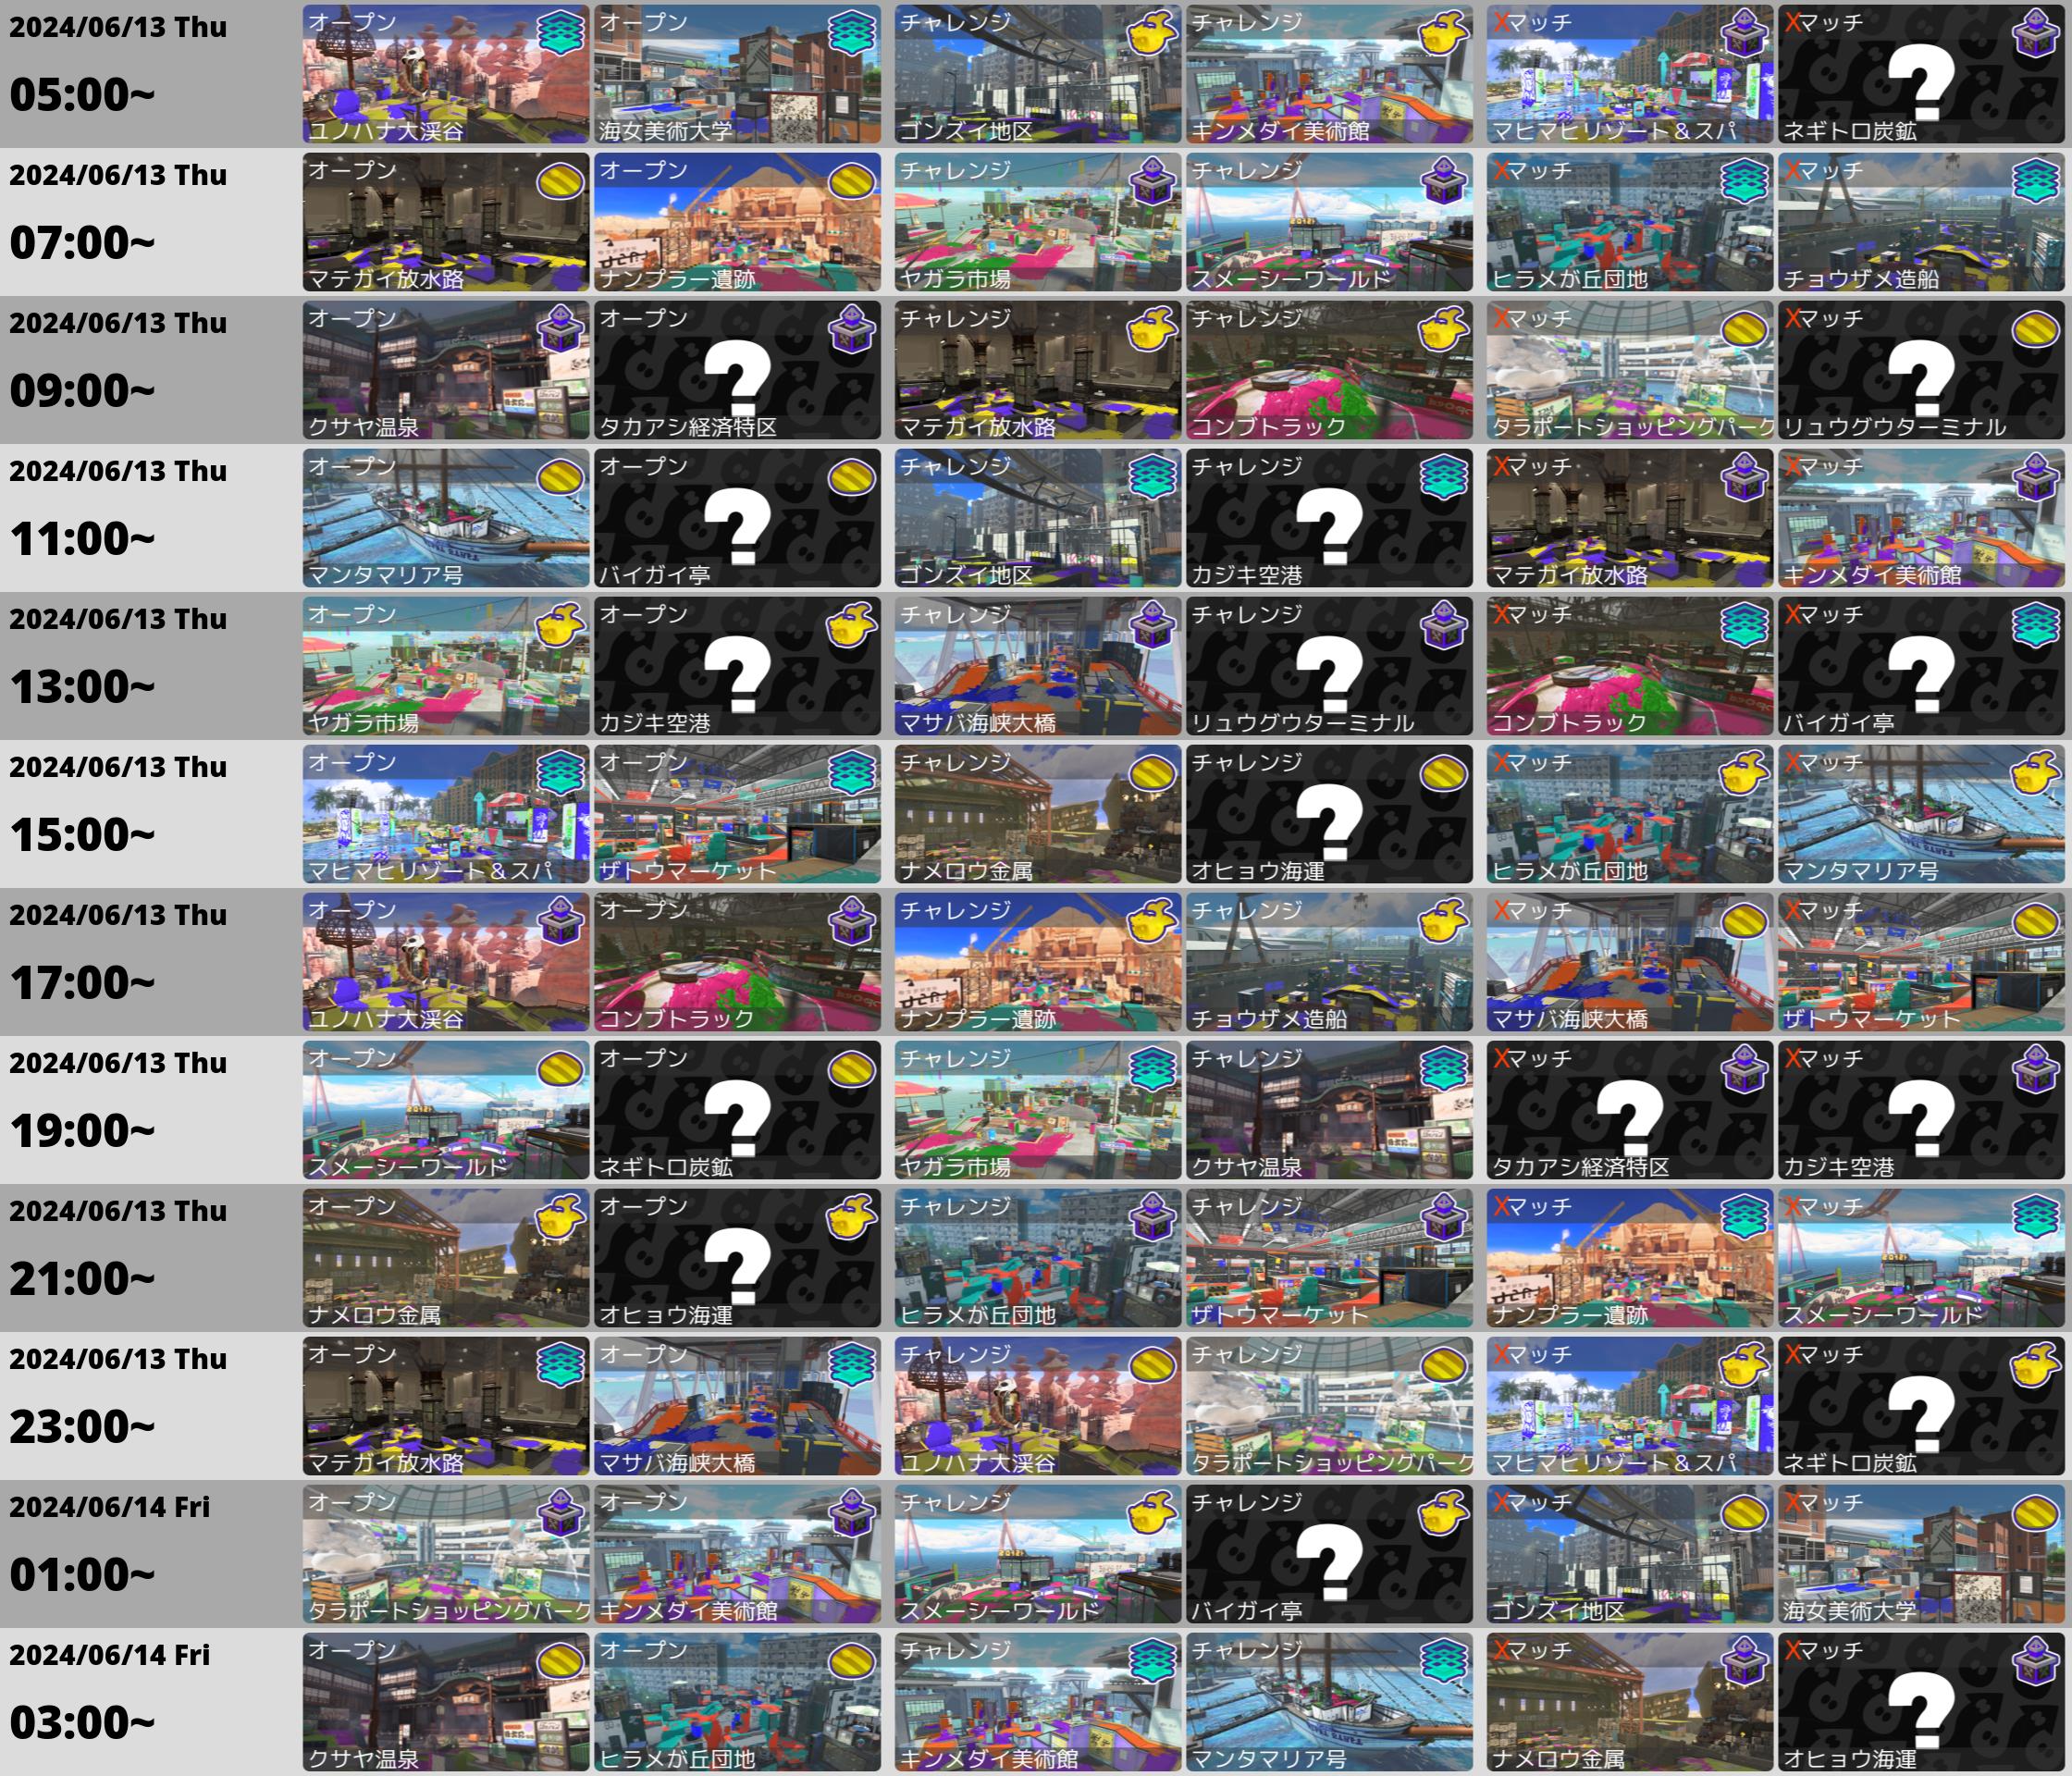 2024/06/13 Thu
05:00~
オープン オープン チャレンジ チャレンジ Xマッチ Xマッチ
ユノハナ大渓谷 海女美術大学 ゴンズイ地区 キンメダイ美術館 マヒマヒリゾート＆スパ ネギトロ炭鉱
2024/06/13 Thu
07:00~
オープン オープン チャレンジ チャレンジ Xマッチ Xマッチ
マテガイ放水路 ナンプラー遺跡 ヤガラ市場 スメーシーワールド ヒラメが丘団地 チョウザメ造船
2024/06/13 Thu
09:00~
オープン オープン チャレンジ チャレンジ Xマッチ Xマッチ
クサヤ温泉 タカアシ経済特区 マテガイ放水路 コンブトラック タラポートショッピングパーク リュウグウターミナル
2024/06/13 Thu
11:00~
オープン オープン チャレンジ チャレンジ Xマッチ Xマッチ
マンタマリア号 バイガイ亭 ゴンズイ地区 カジキ空港 マテガイ放水路 キンメダイ美術館
2024/06/13 Thu
13:00~
オープン オープン チャレンジ チャレンジ Xマッチ Xマッチ
ヤガラ市場 カジキ空港 マサバ海峡大橋 リュウグウターミナル コンブトラック バイガイ亭
2024/06/13 Thu
15:00~
オープン オープン チャレンジ チャレンジ Xマッチ Xマッチ
マヒマヒリゾート＆スパ ザトウマーケット ナメロウ金属 オヒョウ海運 ヒラメが丘団地 マンタマリア号
2024/06/13 Thu
17:00~
オープン オープン チャレンジ チャレンジ Xマッチ Xマッチ
ユノハナ大渓谷 コンブトラック ナンプラー遺跡 チョウザメ造船 マサバ海峡大橋 ザトウマーケット
2024/06/13 Thu
19:00~
オープン オープン チャレンジ チャレンジ Xマッチ Xマッチ
スメーシーワールド ネギトロ炭鉱 ヤガラ市場 クサヤ温泉 タカアシ経済特区 カジキ空港
2024/06/13 Thu
21:00~
オープン オープン チャレンジ チャレンジ Xマッチ Xマッチ
ナメロウ金属 オヒョウ海運 ヒラメが丘団地 ザトウマーケット ナンプラー遺跡 スメーシーワールド
2024/06/13 Thu
23:00~
オープン オープン チャレンジ チャレンジ Xマッチ Xマッチ
マテガイ放水路 マサバ海峡大橋 ユノハナ大渓谷 タラポートショッピングパーク マヒマヒリゾート＆スパ ネギトロ炭鉱
2024/06/14 Fri
01:00~
オープン オープン チャレンジ チャレンジ Xマッチ Xマッチ
タラポートショッピングパーク キンメダイ美術館 スメーシーワールド バイガイ亭 ゴンズイ地区 海女美術大学
2024/06/14 Fri
03:00~
オープン オープン チャレンジ チャレンジ Xマッチ Xマッチ
クサヤ温泉 ヒラメが丘団地 キンメダイ美術館 マンタマリア号 ナメロウ金属 オヒョウ海運